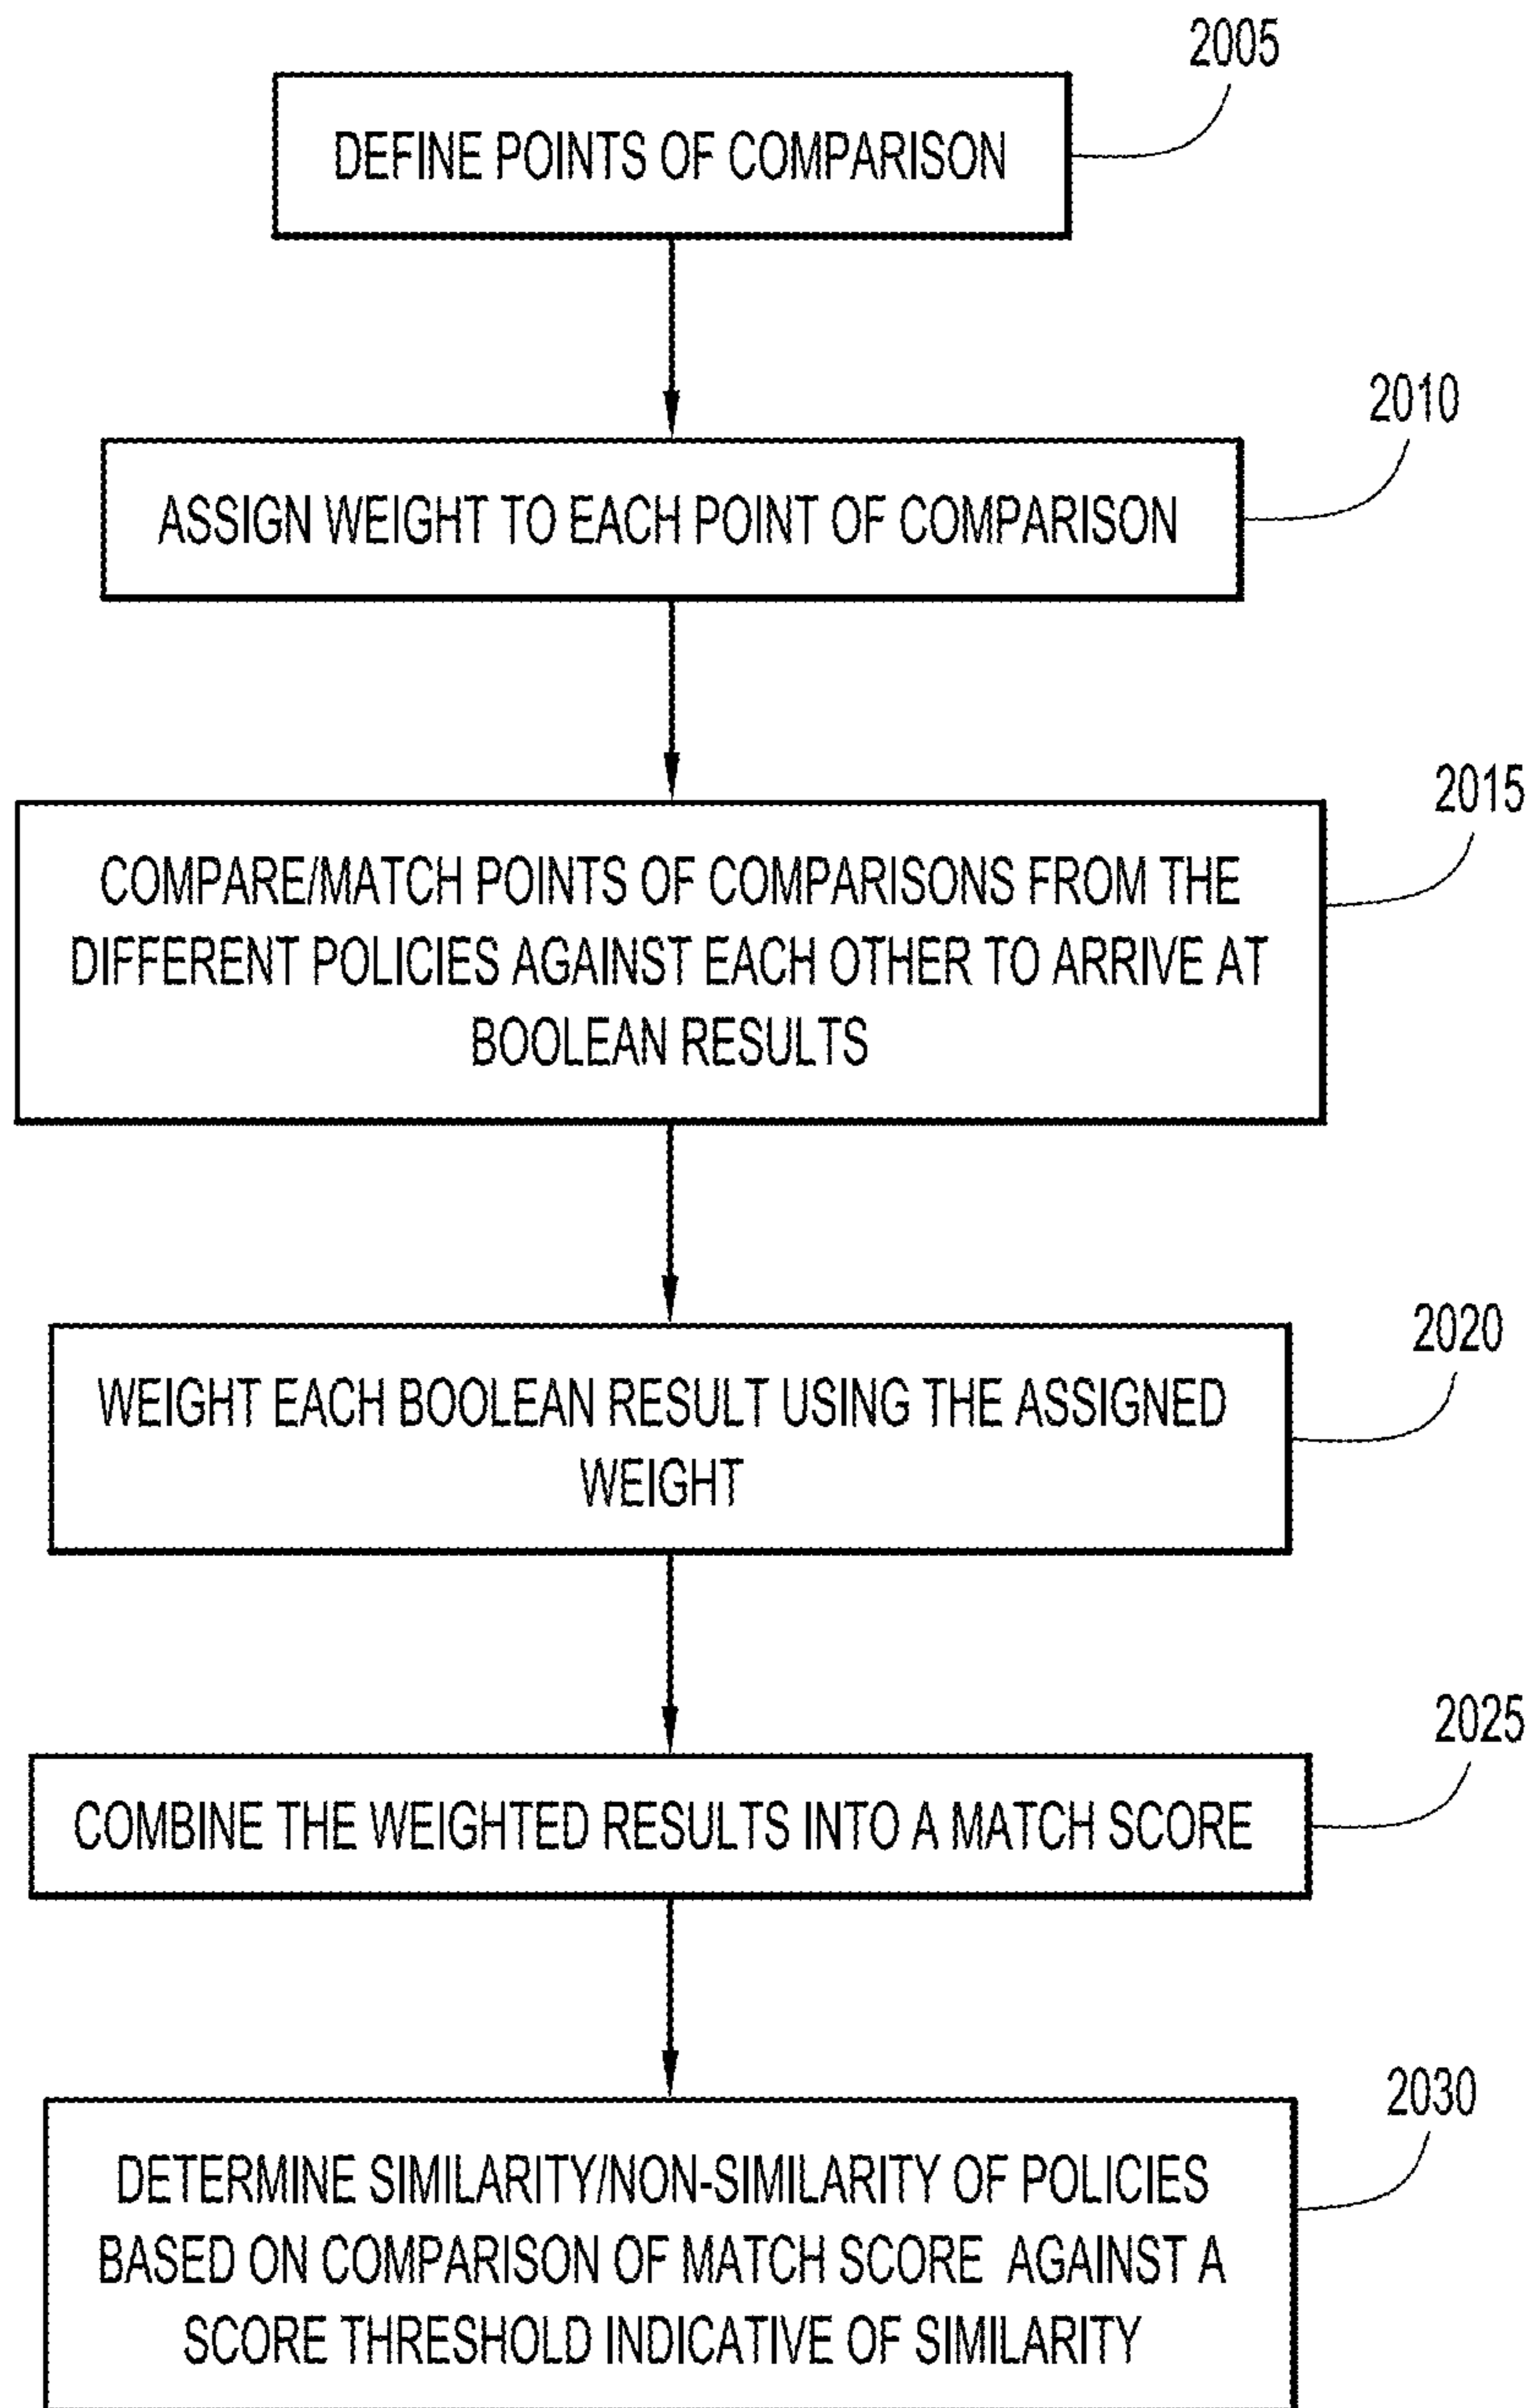 2005
DEFINE POINTS OF COMPARISON
2010
ASSIGN WEIGHT TO EACH POINT OF COMPARISON
2015
COMPARE/MATCH POINTS OF COMPARISONS FROM THE
DIFFERENT POLICIES AGAINST EACH OTHER TO ARRIVE AT
BOOLEAN RESULTS
2020
WEIGHT EACH BOOLEAN RESULT USING THE ASSIGNED
WEIGHT
2025
COMBINE THE WEIGHTED RESULTS INTO A MATCH SCORE
2030
DETERMINE SIMILARITY/NON-SIMILARITY OF POLICIES
BASED ON COMPARISON OF MATCH SCORE AGAINST A
SCORE THRESHOLD INDICATIVE OF SIMILARITY